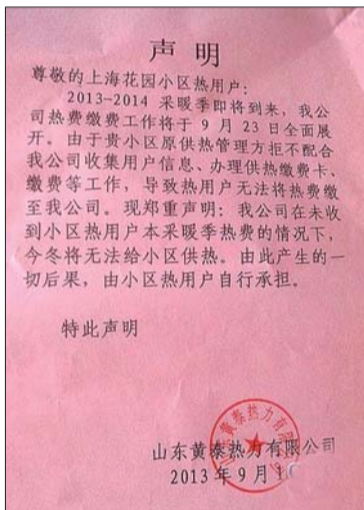 声 明
尊敬的上海花园小区热用户：
2013-2014 采暖季即将到来，我公
司热费缴费工作将于 9 月 23 日全面展
开。由于贵小区原供热管理方拒不配合
我公司收集用户信息、办理供热缴费卡、
缴费等工作，导致热用户无法将热费缴
至我公司。现郑重声明：我公司在未收
到小区热用户本采暖季热费的情况下，
今冬将无法给小区供热。由此产生的一
切后果，由小区热用户自行承担。
特此声明
山东黄泰热力有限公司
2013 年 9 月 1